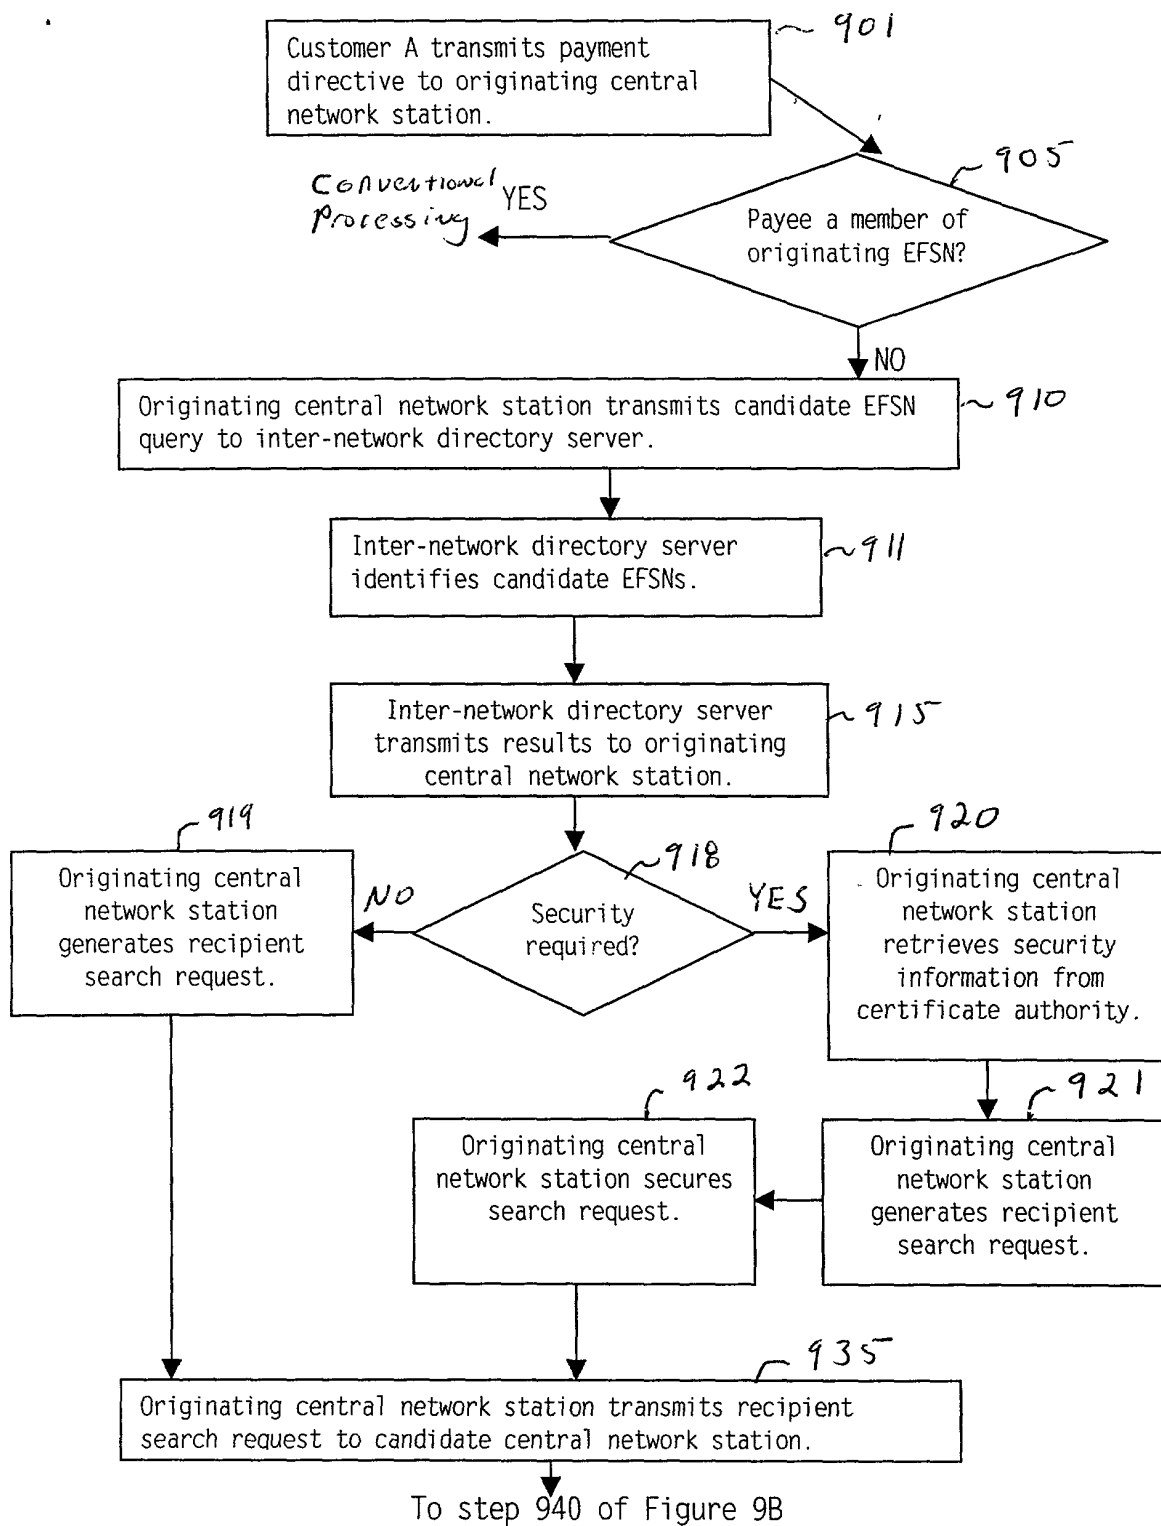 901
Customer A transmits payment
directive to originating central
network station.
905
Conventional
Processing
YES
Payee a member of
originating EFSN?
NO
910
Originating central network station transmits candidate EFSN
query to inter-network directory server.
911
Inter-network directory server
identifies candidate EFSNs.
915
Inter-network directory server
transmits results to originating
central network station.
919
918
920
Originating central
network station
generates recipient
search request.
NO
Security
required?
YES
Originating central
network station
retrieves security
information from
certificate authority.
922
921
Originating central
network station secures
search request.
Originating central
network station
generates recipient
search request.
935
Originating central network station transmits recipient
search request to candidate central network station.
To step 940 of Figure 9B